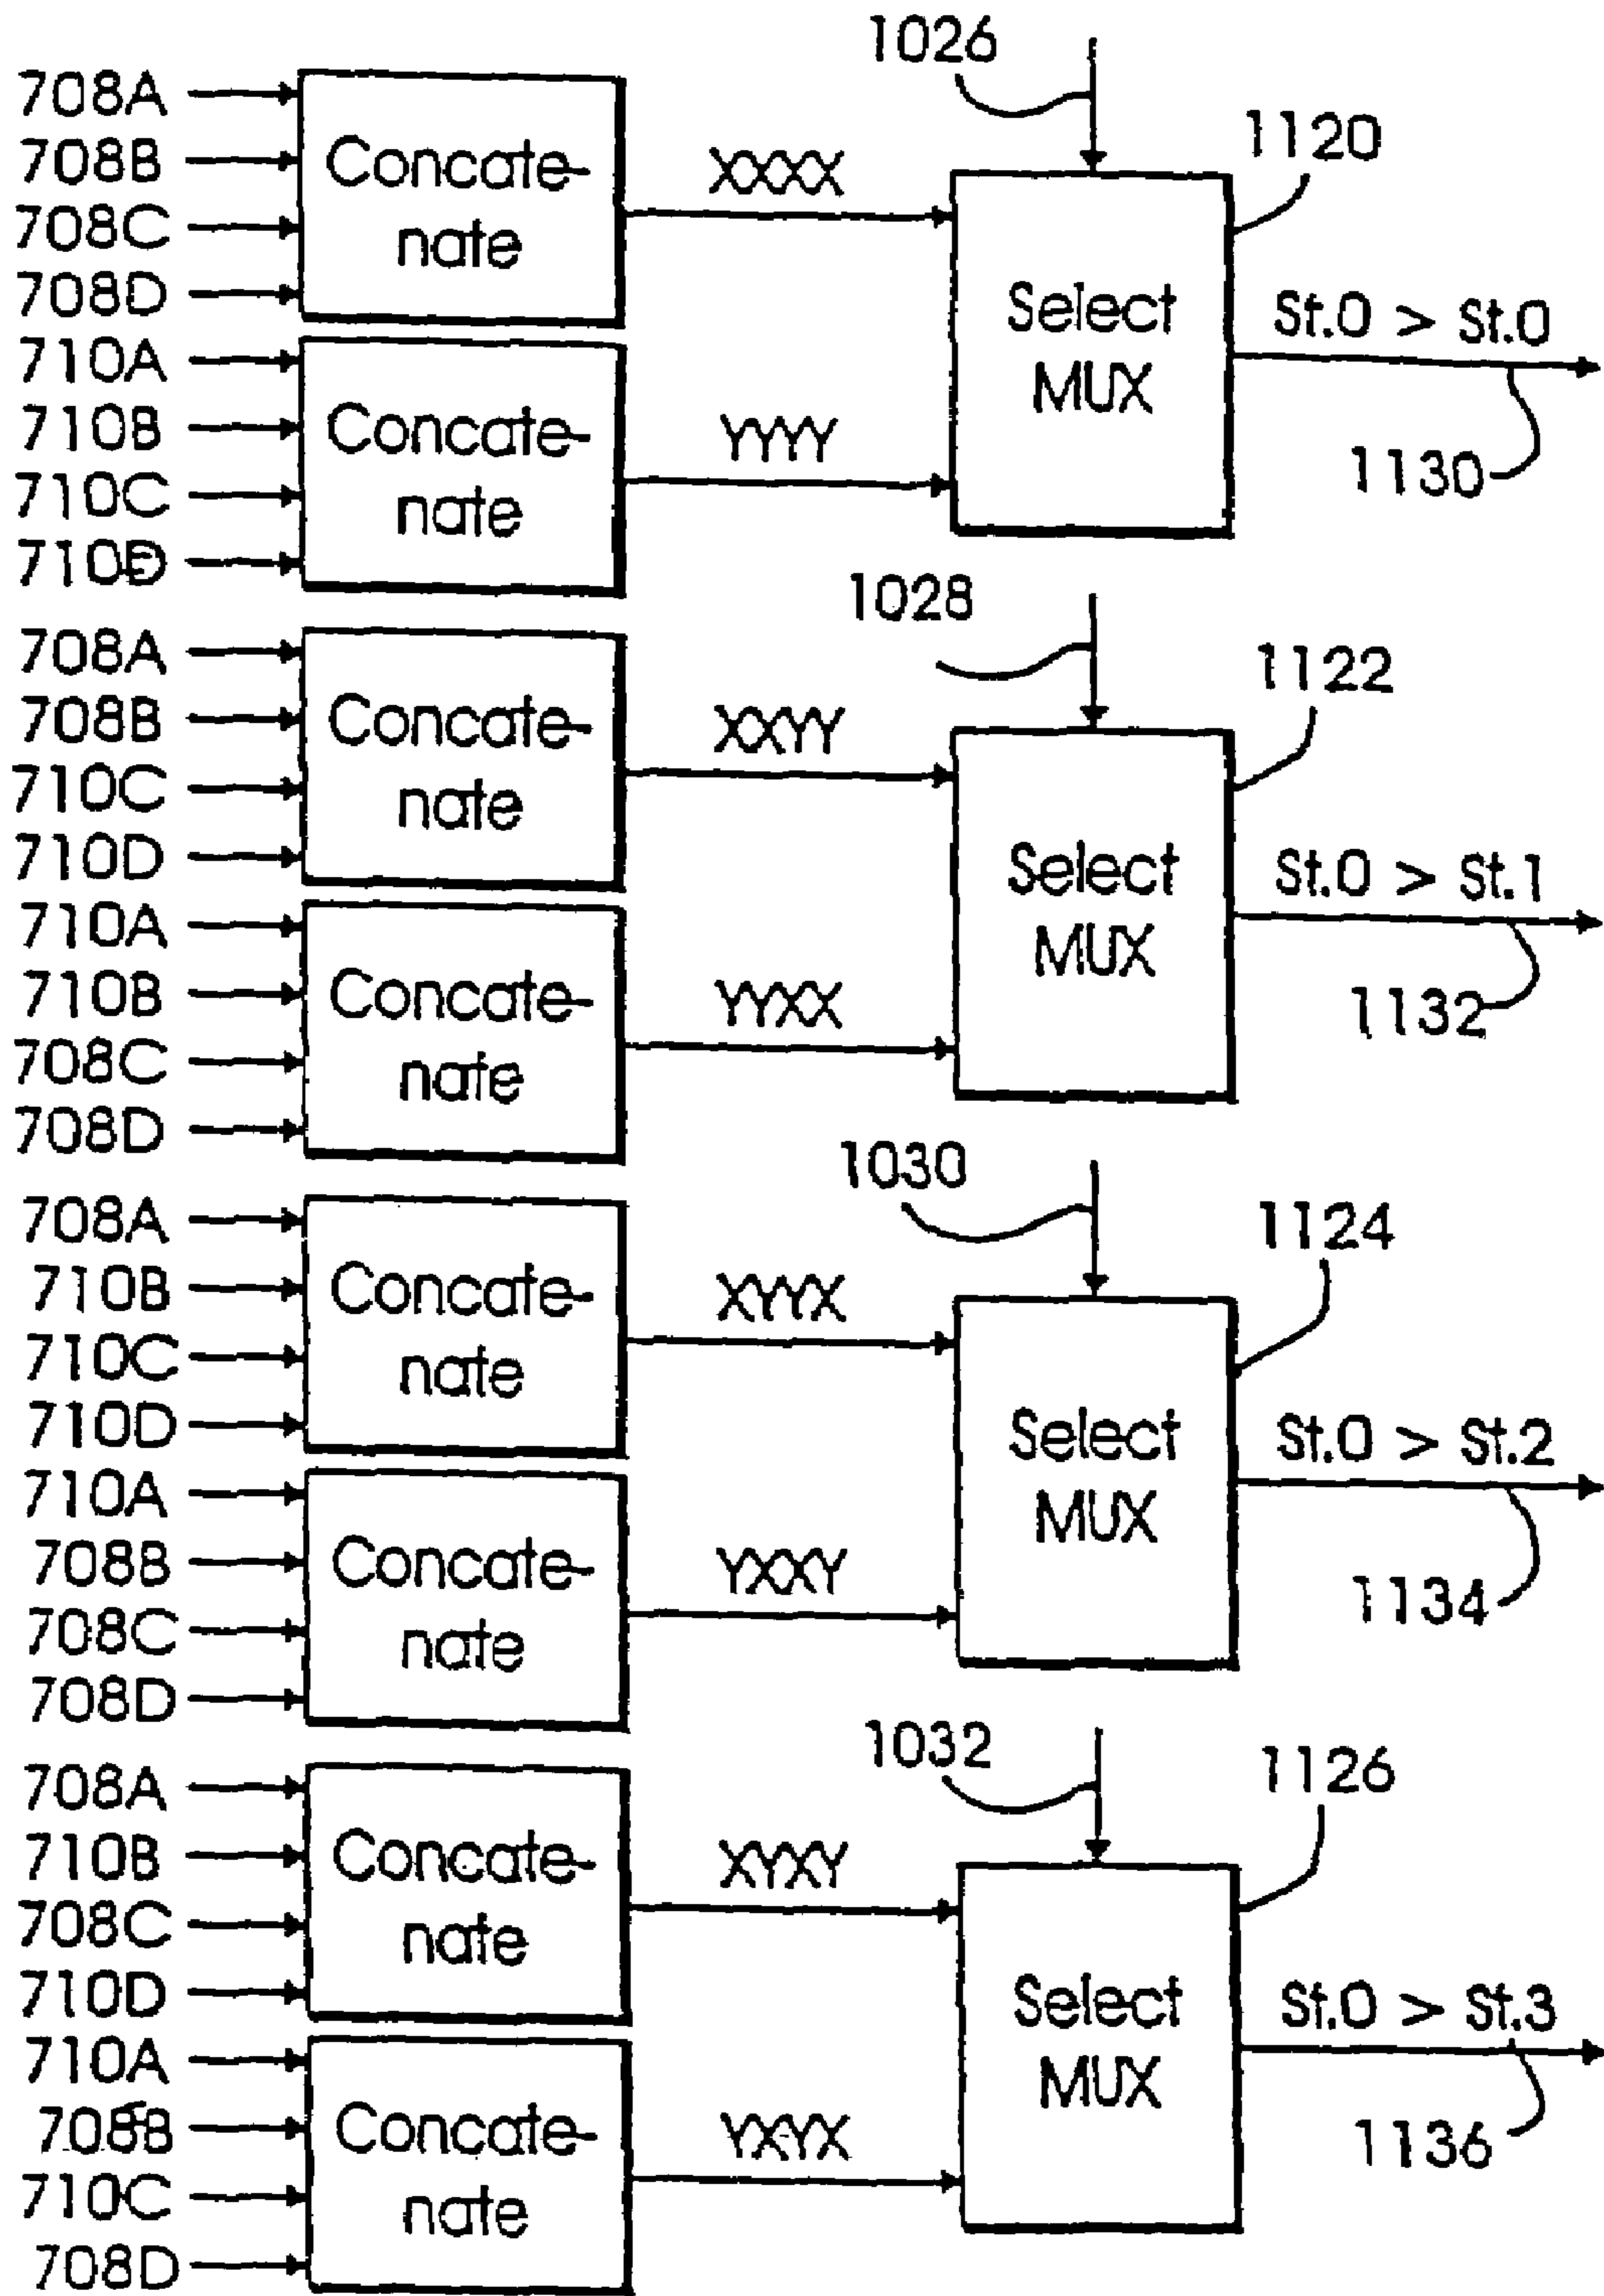 1026
708A
708B
708C
708D
Concate-
nate
XXXX
1120
Select
MUX
St.0 > St.0
1130
710A
710B
710C
710D
Concate-
nate
YYYY
1028
708A
708B
710C
710D
Concate-
nate
XXYY
1122
Select
MUX
St.0 > St.1
1132
710A
710B
708C
708D
Concate-
nate
YYXX
1030
708A
710B
710C
710D
Concate-
nate
XYYX
1124
Select
MUX
St.0 > St.2
1134
710A
708B
708C
708D
Concate-
nate
YXXY
1032
708A
710B
708C
710D
Concate-
nate
XYXY
1126
Select
MUX
St.0 > St.3
1136
710A
708B
710C
708D
Concate-
nate
YXYX